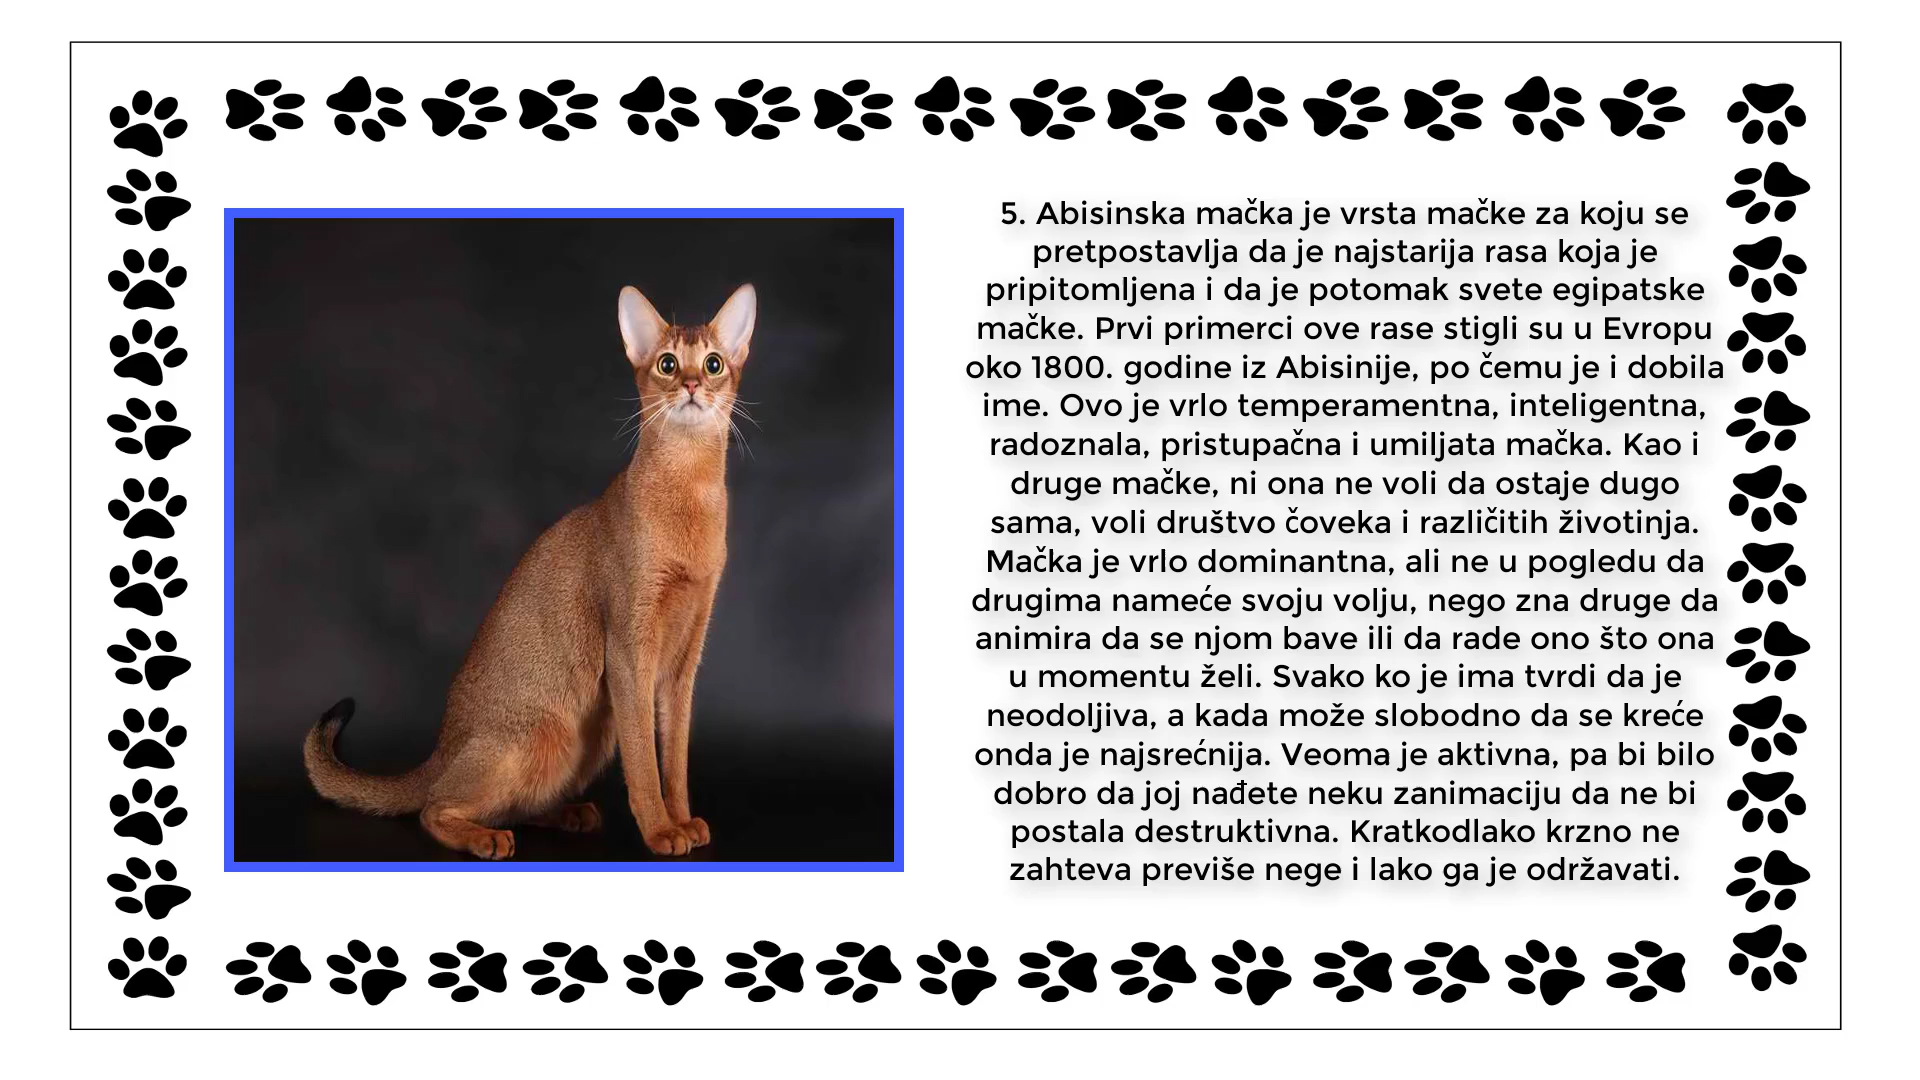 5. Abisinska mačka je vrsta mačke za koju se
pretpostavlja da je najstarija rasa koja je
pripitomljena i da je potomak svete egipatske
mačke. Prvi primerci ove rase stigli su u Evropu
oko 1800. godine iz Abisinije, po čemu je i dobila
ime. Ovo je vrlo temperamentna, inteligentna,
radoznala, pristupačna i umiljata mačka. Kao i
druge mačke, ni ona ne voli da ostaje dugo
sama, voli društvo čoveka i različitih životinja.
Mačka je vrlo dominantna, ali ne u pogledu da
drugima nameće svoju volju, nego zna druge da
animira da se njom bave ili da rade ono što ona
u momentu želi. Svako ko je ima tvrdi da je
neodoljiva, a kada može slobodno da se kreće
onda je najsrećnija. Veoma je aktivna, pa bi bilo
dobro da joj nađete neku zanimaciju da ne bi
postala destruktivna. Kratkodlako krzno ne
zahteva previše nege i lako ga je održavati.